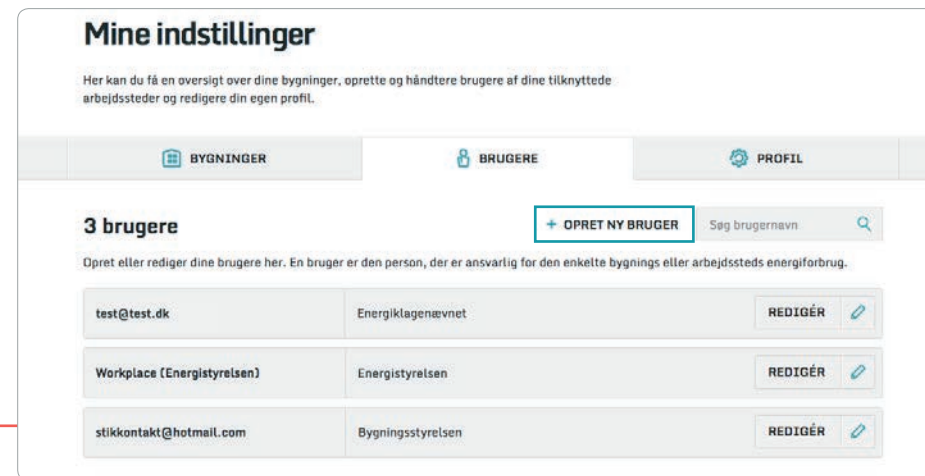 Mine indstillinger
Her kan du få en oversigt over dine bygninger, oprette og håndtere brugere af dine tilknyttede
arbejdssteder og redigere din egen profil.
BYGNINGER
BRUGERE
PROFIL
3 brugere
+ OPRET NY BRUGER
Søg brugernavn
Opret eller rediger dine brugere her. En bruger er den person, der er ansvarlig for den enkelte bygnings eller arbejdssteds energiforbrug.
test@test.dk
Energiklagenævnet
REDIGÉR
Workplace (Energistyrelsen)
Energistyrelsen
REDIGÉR
stikkontakt@hotmail.com
Bygningsstyrelsen
REDIGÉR